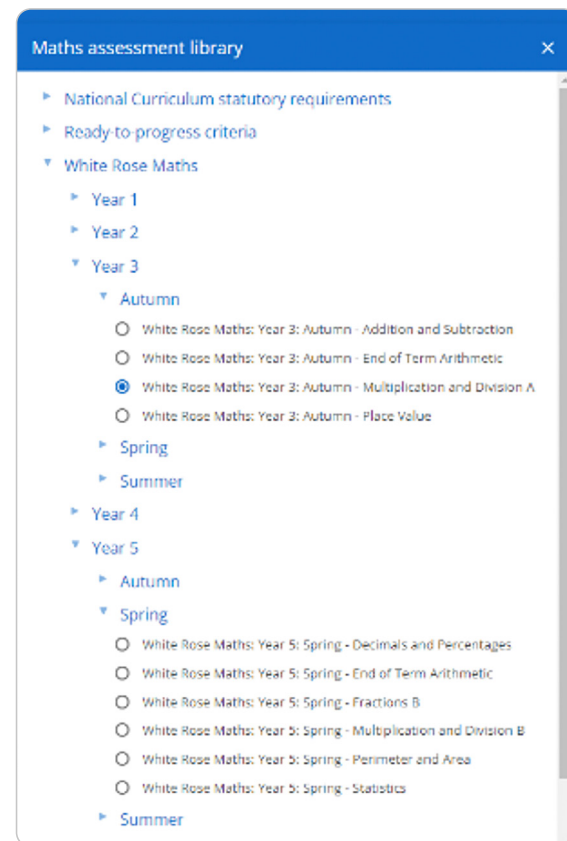 Maths assessment library
National Curriculum statutory requirements
Ready-to-progress criteria
White Rose Maths
Year 1
Year 2
Year 3
Autumn
White Rose Maths: Year 3: Autumn - Addition and Subtraction
White Rose Maths: Year 3: Autumn - End of Term Arithmetic
White Rose Maths: Year 3: Autumn - Multiplication and Division A
White Rose Maths: Year 3: Autumn - Place Value
Spring
Summer
Year 4
Year 5
Autumn
Spring
White Rose Maths: Year 5: Spring - Decimals and Percentages
White Rose Maths: Year 5: Spring - End of Term Arithmetic
White Rose Maths: Year 5: Spring - Fractions B
White Rose Maths: Year 5: Spring - Multiplication and Division B
White Rose Maths: Year 5: Spring - Perimeter and Area
White Rose Maths: Year 5: Spring - Statistics
Summer